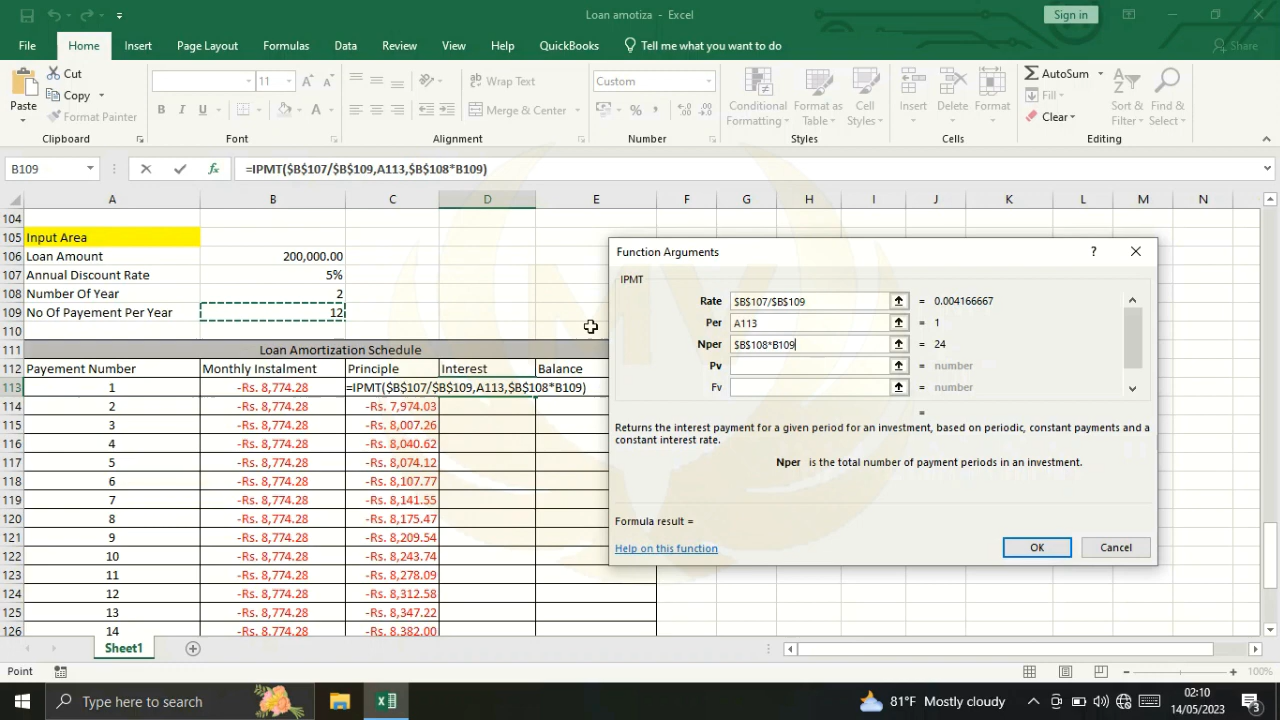 Loan amotiza - Excel
Sign in
File Home Insert Page Layout Formulas Data Review View Help QuickBooks Tell me what you want to do Share
Paste Cut Copy Format Painter
11 Wrap Text Custom AutoSum
B I U Merge & Center % Conditional Formatting Format as Table Cell Styles Insert Delete Format Fill Clear Sort & Filter Find & Select
Clipboard Font Alignment Number Styles Cells Editing
B109 =IPMT($B$107/$B$109,A113,$B$108*B109)
A B C D E F G H I J K L M N
104
105 Input Area
106 Loan Amount 200,000.00
107 Annual Discount Rate 5%
108 Number Of Year 2
109 No Of Payement Per Year 12
110
111 Loan Amortization Schedule
112 Payement Number Monthly Instalment Principle Interest Balance
113 1 -Rs. 8,774.28 =IPMT($B$107/$B$109,A113,$B$108*B109)
114 2 -Rs. 8,774.28 -Rs. 7,974.03
115 3 -Rs. 8,774.28 -Rs. 8,007.26
116 4 -Rs. 8,774.28 -Rs. 8,040.62
117 5 -Rs. 8,774.28 -Rs. 8,074.12
118 6 -Rs. 8,774.28 -Rs. 8,107.77
119 7 -Rs. 8,774.28 -Rs. 8,141.55
120 8 -Rs. 8,774.28 -Rs. 8,175.47
121 9 -Rs. 8,774.28 -Rs. 8,209.54
122 10 -Rs. 8,774.28 -Rs. 8,243.74
123 11 -Rs. 8,774.28 -Rs. 8,278.09
124 12 -Rs. 8,774.28 -Rs. 8,312.58
125 13 -Rs. 8,774.28 -Rs. 8,347.22
126 14 -Rs. 8,774.28 -Rs. 8,382.00
Function Arguments ?
IPMT
Rate $B$107/$B$109 = 0.004166667
Per A113 = 1
Nper $B$108*B109 = 24
Pv = number
Fv = number
=
Returns the interest payment for a given period for an investment, based on periodic, constant payments and a
constant interest rate.
Nper is the total number of payment periods in an investment.
Formula result =
Help on this function OK Cancel
Sheet1
Point 100%
Type here to search 81°F Mostly cloudy 02:10
14/05/2023 3